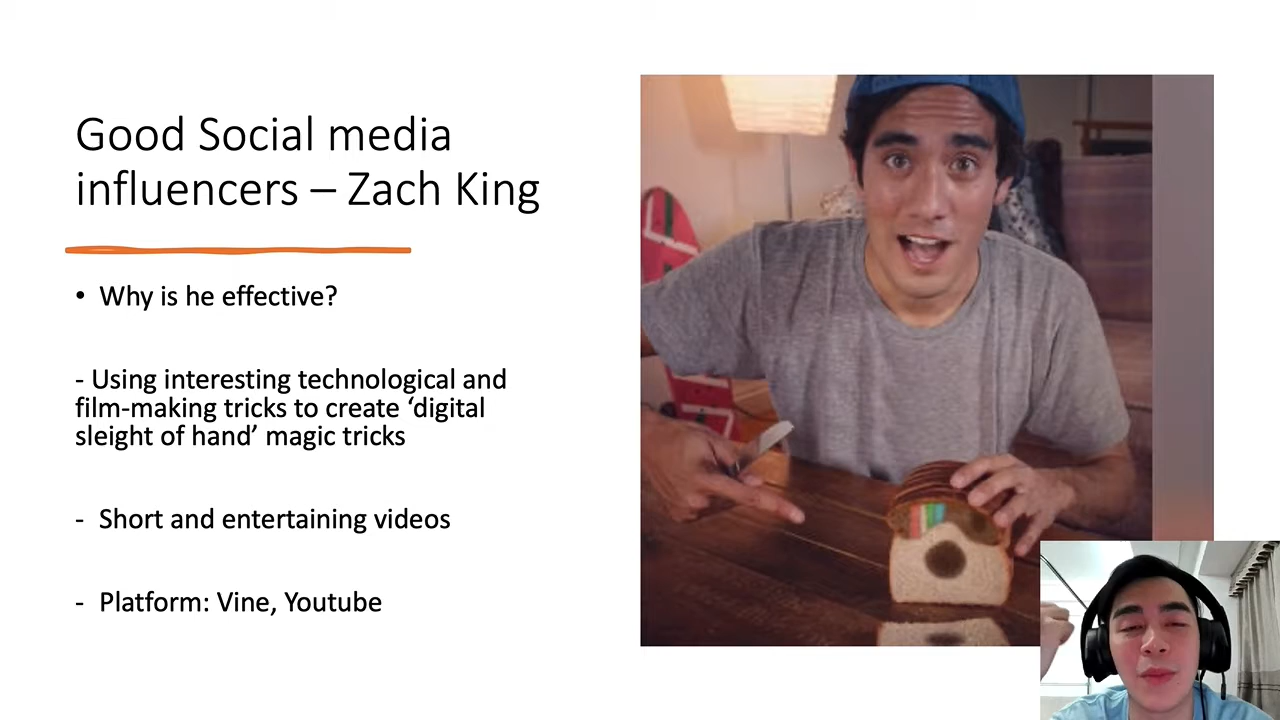 Good Social media
influencers – Zach King
• Why is he effective?
- Using interesting technological and
film-making tricks to create ‘digital
sleight of hand’ magic tricks
- Short and entertaining videos
- Platform: Vine, Youtube